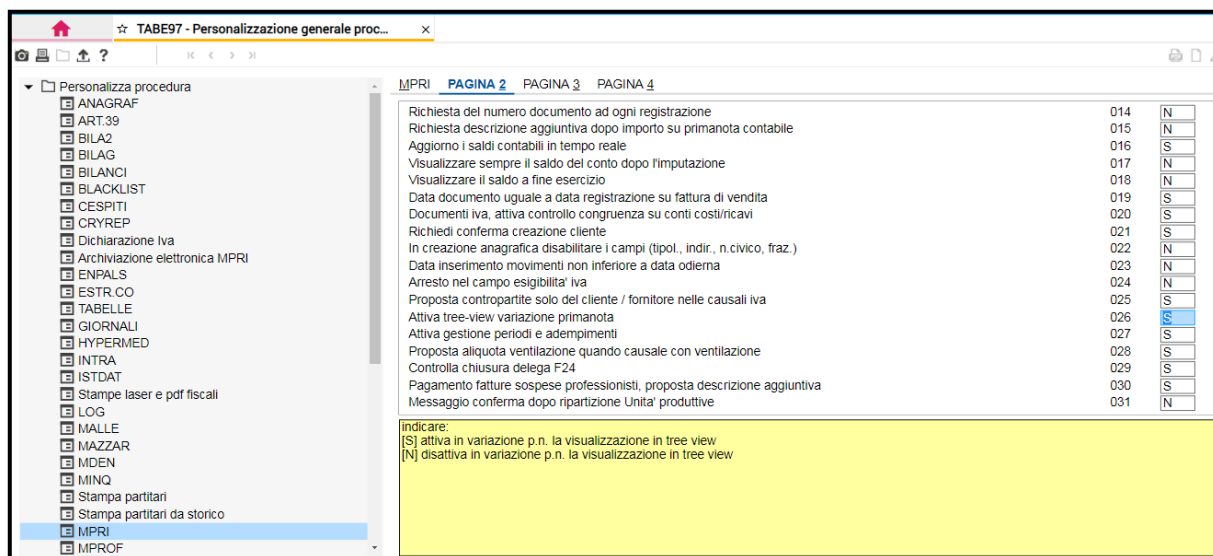 ☆ TABE97 - Personalizzazione generale proc... ×
?
Personalizza procedura
ANAGRAF
ART.39
BILA2
BILAG
BILANCI
BLACKLIST
CESPITI
CRYREP
Dichiarazione Iva
Archiviazione elettronica MPRI
ENPALS
ESTR.CO
TABELLE
GIORNALI
HYPERMED
INTRA
ISTDAT
Stampe laser e pdf fiscali
LOG
MALLE
MAZZAR
MDEN
MINQ
Stampa partitari
Stampa partitari da storico
MPRI
MPROF
MPRI PAGINA 2 PAGINA 3 PAGINA 4
Richiesta del numero documento ad ogni registrazione 014 N
Richiesta descrizione aggiuntiva dopo importo su primanota contabile 015 N
Aggiorno i saldi contabili in tempo reale 016 S
Visualizzare sempre il saldo del conto dopo l'imputazione 017 N
Visualizzare il saldo a fine esercizio 018 N
Data documento uguale a data registrazione su fattura di vendita 019 S
Documenti iva, attiva controllo congruenza su conti costi/ricavi 020 S
Richiedi conferma creazione cliente 021 S
In creazione anagrafica disabilitare i campi (tipol., indir., n.civico, fraz.) 022 N
Data inserimento movimenti non inferiore a data odierna 023 N
Arresto nel campo esigibilita' iva 024 N
Proposta contropartite solo del cliente / fornitore nelle causali iva 025 S
Attiva tree-view variazione primanota 026 S
Attiva gestione periodi e adempimenti 027 S
Proposta aliquota ventilazione quando causale con ventilazione 028 S
Controlla chiusura delega F24 029 S
Pagamento fatture sospese professionisti, proposta descrizione aggiuntiva 030 S
Messaggio conferma dopo ripartizione Unita' produttive 031 N
indicare:
[S] attiva in variazione p.n. la visualizzazione in tree view
[N] disattiva in variazione p.n. la visualizzazione in tree view